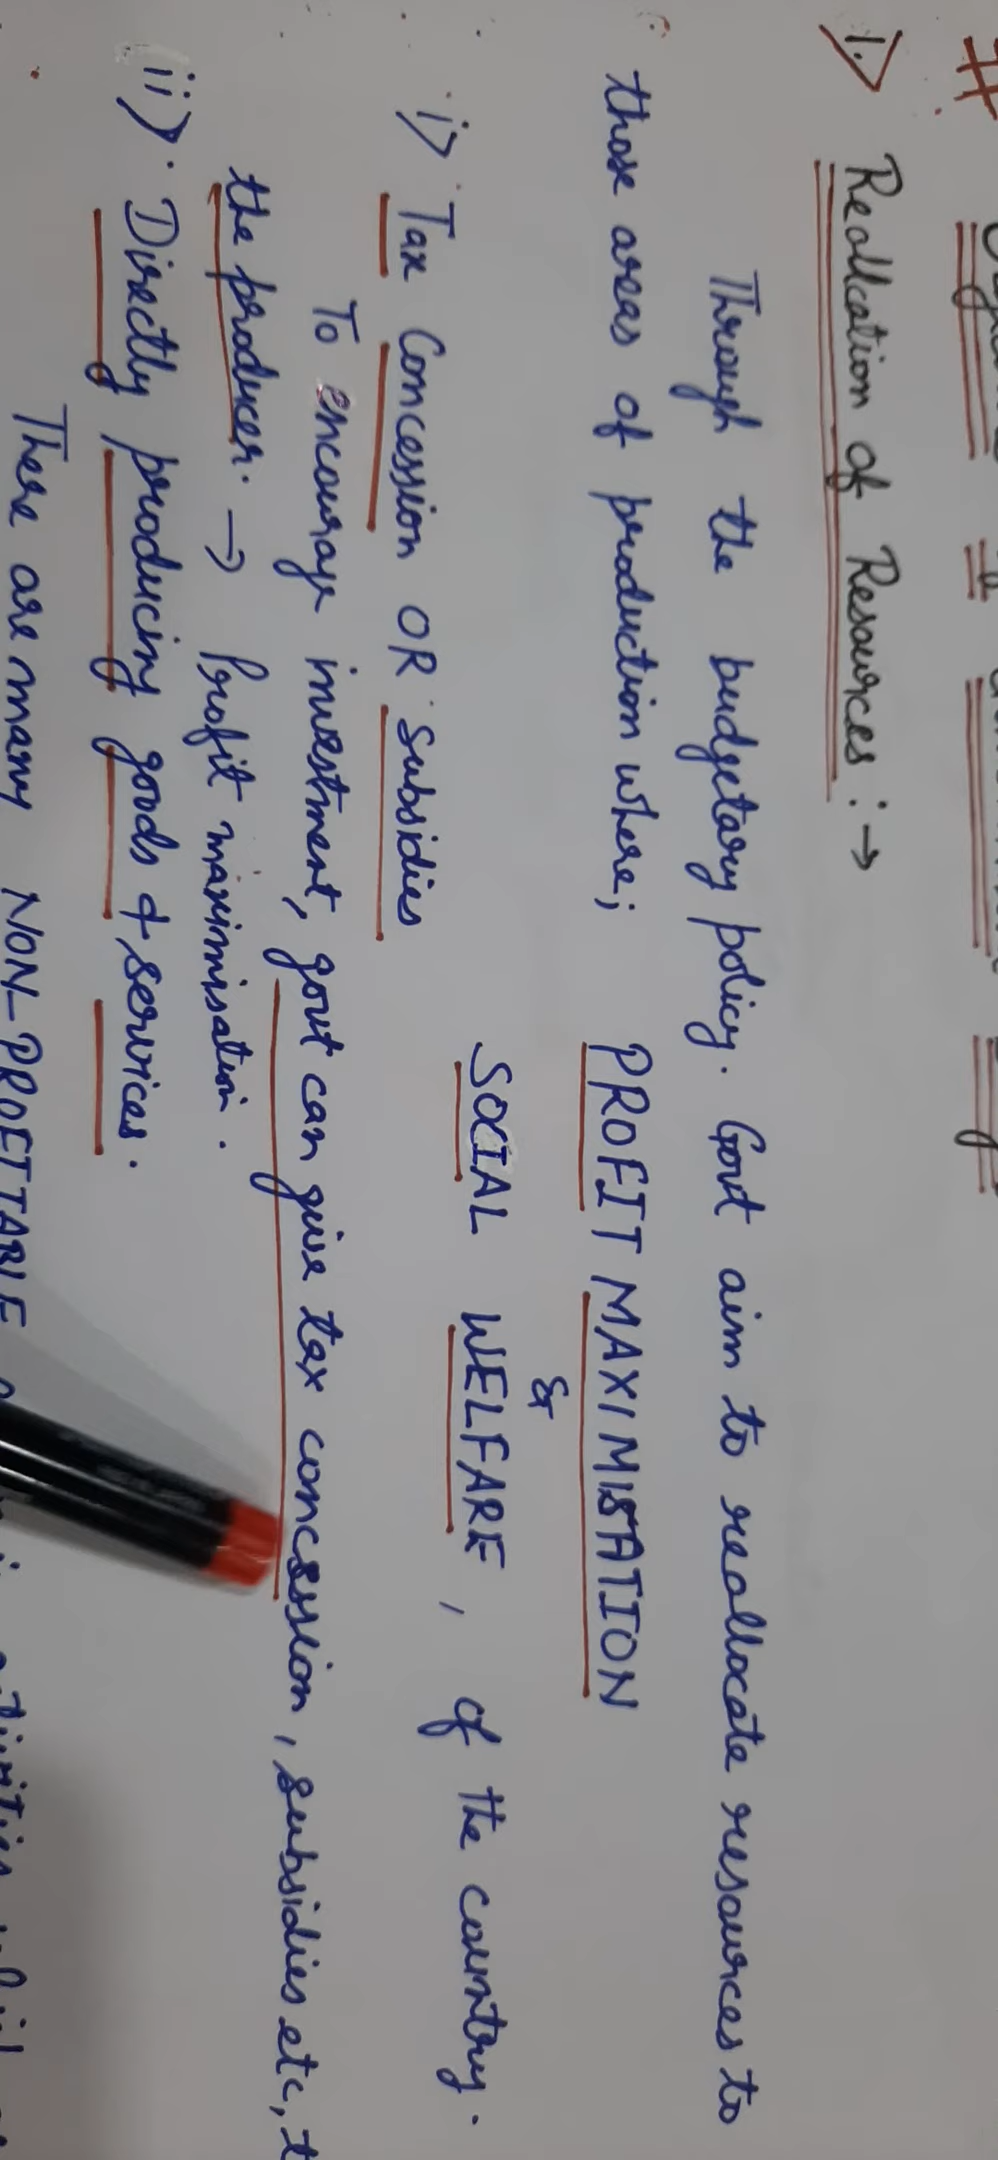 #
1. Reallcation of Resources :→
Through the budgetary policy. Govt aim to reallocate resources to
those areas of production where; PROFIT MAXIMISATION
&
SOCIAL WELFARE, of the country.
i) Tax Concession OR Subsidies
To encourage investment, govt can give tax concession, subsidies etc,
the producer. → Profit maximisation.
ii) Directly producing goods & services.
There are many NON-PROFITABLE